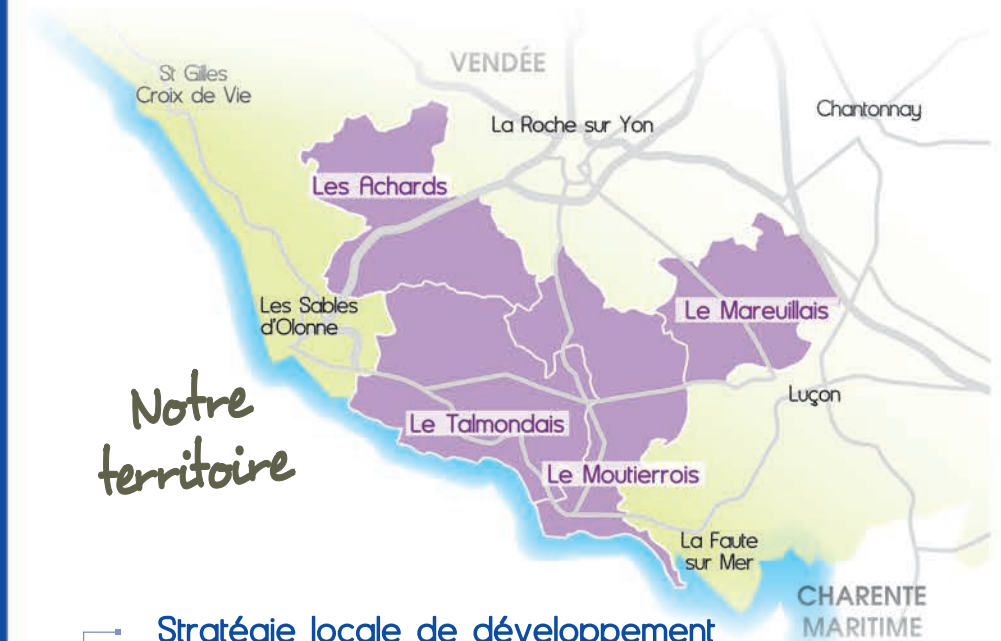 VENDÉE
St Gilles
Croix de Vie
Chantonnay
La Roche sur Yon
Les Achards
Les Sables
d'Olonne
Le Mareuillais
Luçon
Notre
territoire
Le Talmondais
Le Moutierrois
La Faute
sur Mer
CHARENTE
MARITIME
Stratégie locale de développement